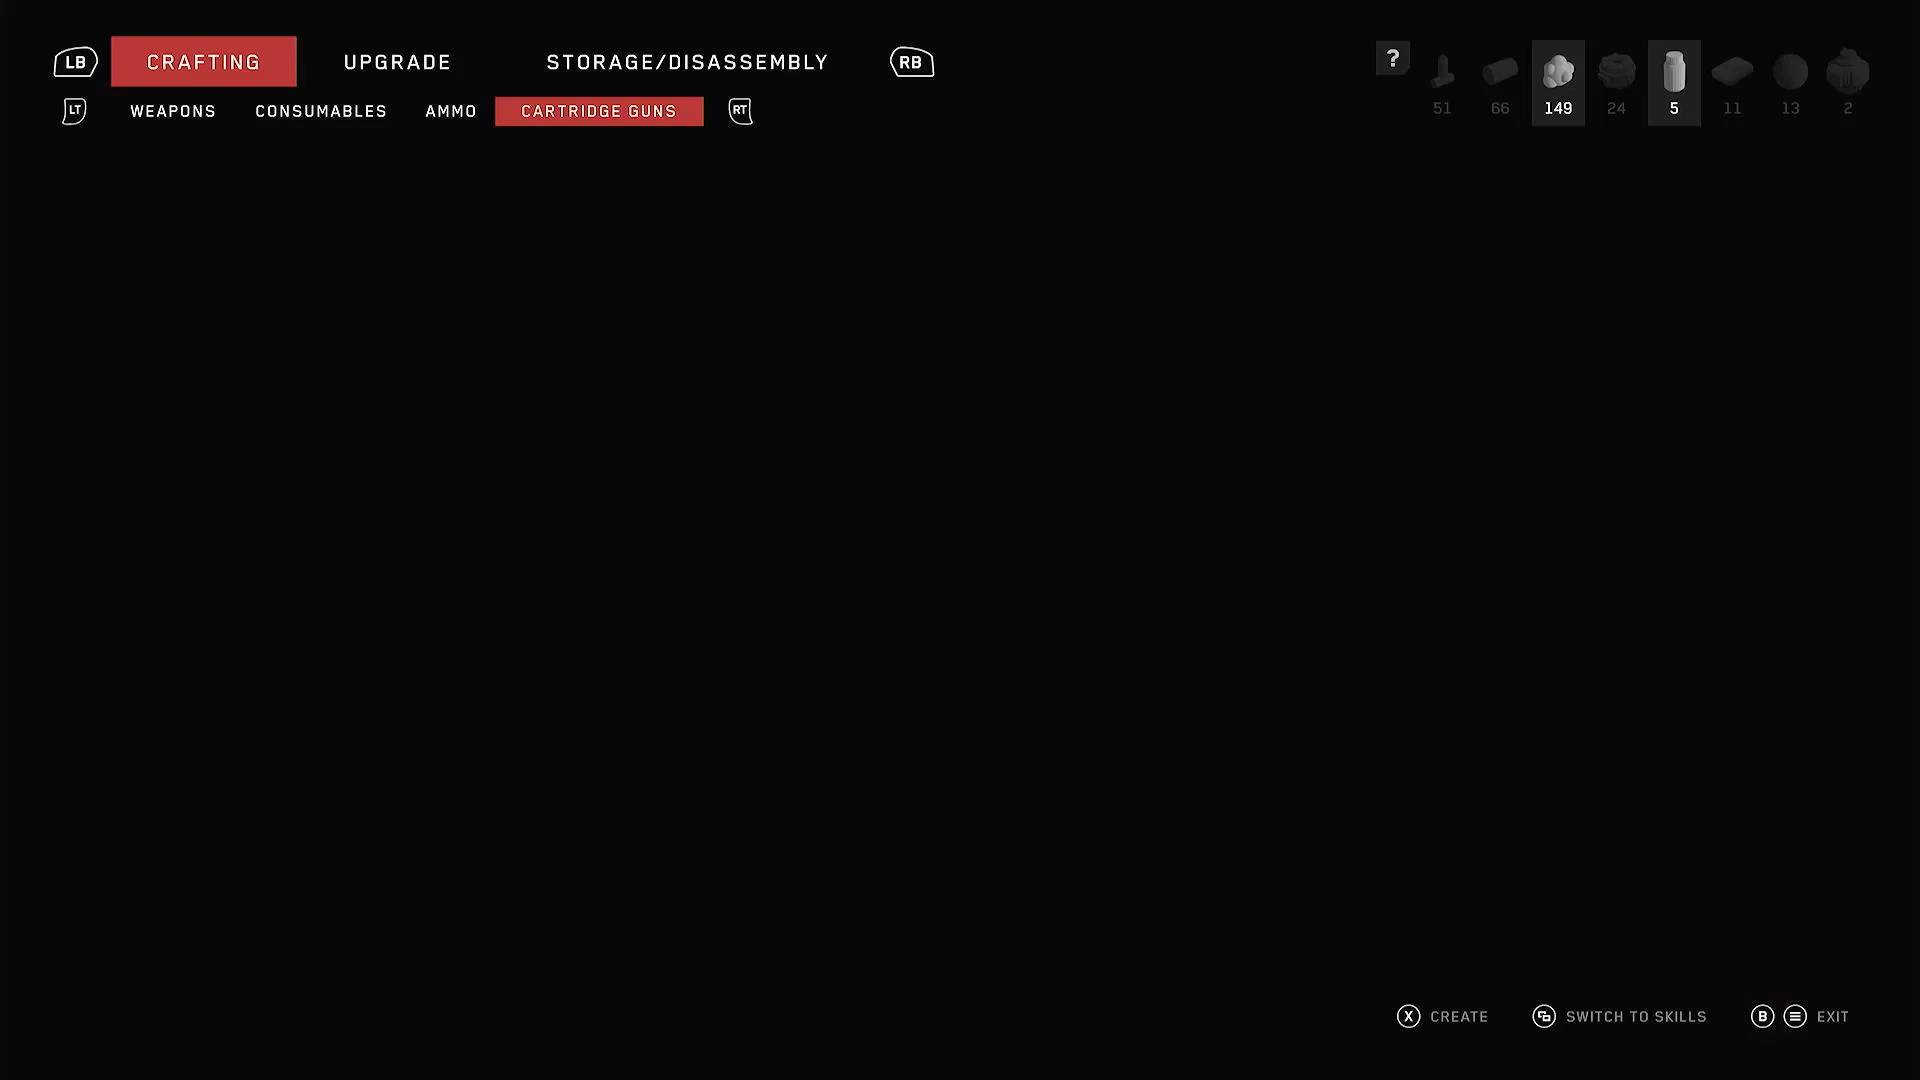 LB CRAFTING UPGRADE STORAGE/DISASSEMBLY RB
LT WEAPONS CONSUMABLES AMMO CARTRIDGE GUNS RT
?
51 66 149 24 5 11 13 2
X CREATE SWITCH TO SKILLS B EXIT